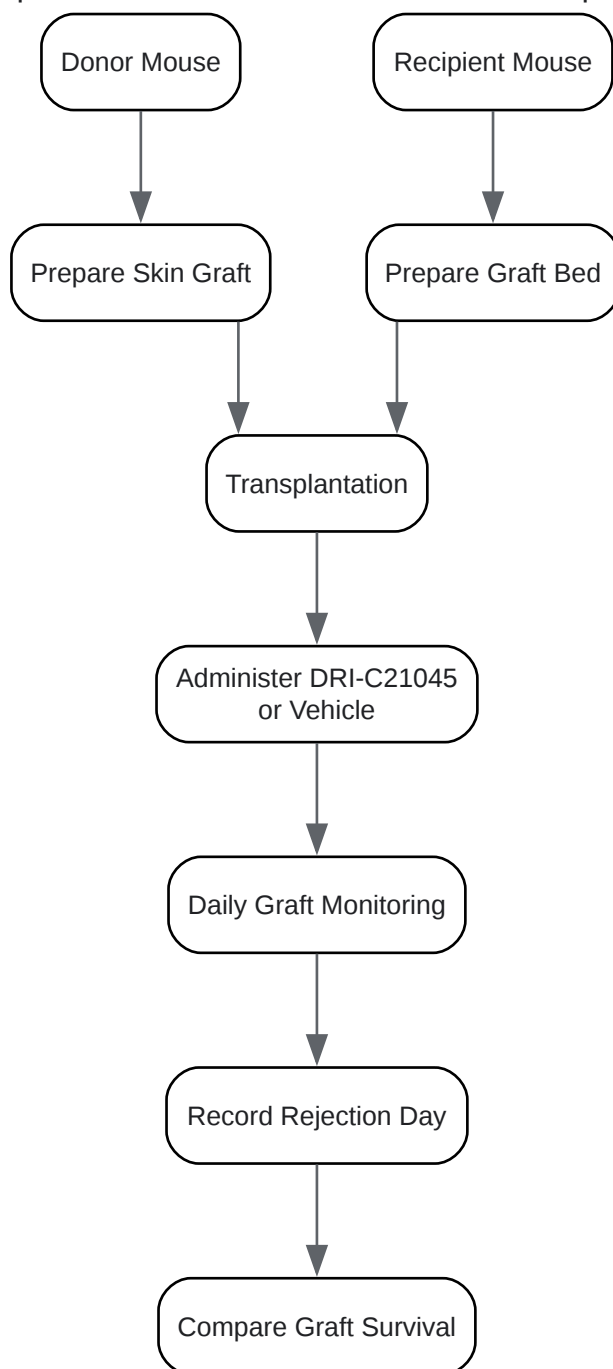 Donor Mouse
Recipient Mouse
Prepare Skin Graft
Prepare Graft Bed
Transplantation
Administer DRI-C21045
or Vehicle
Daily Graft Monitoring
Record Rejection Day
Compare Graft Survival